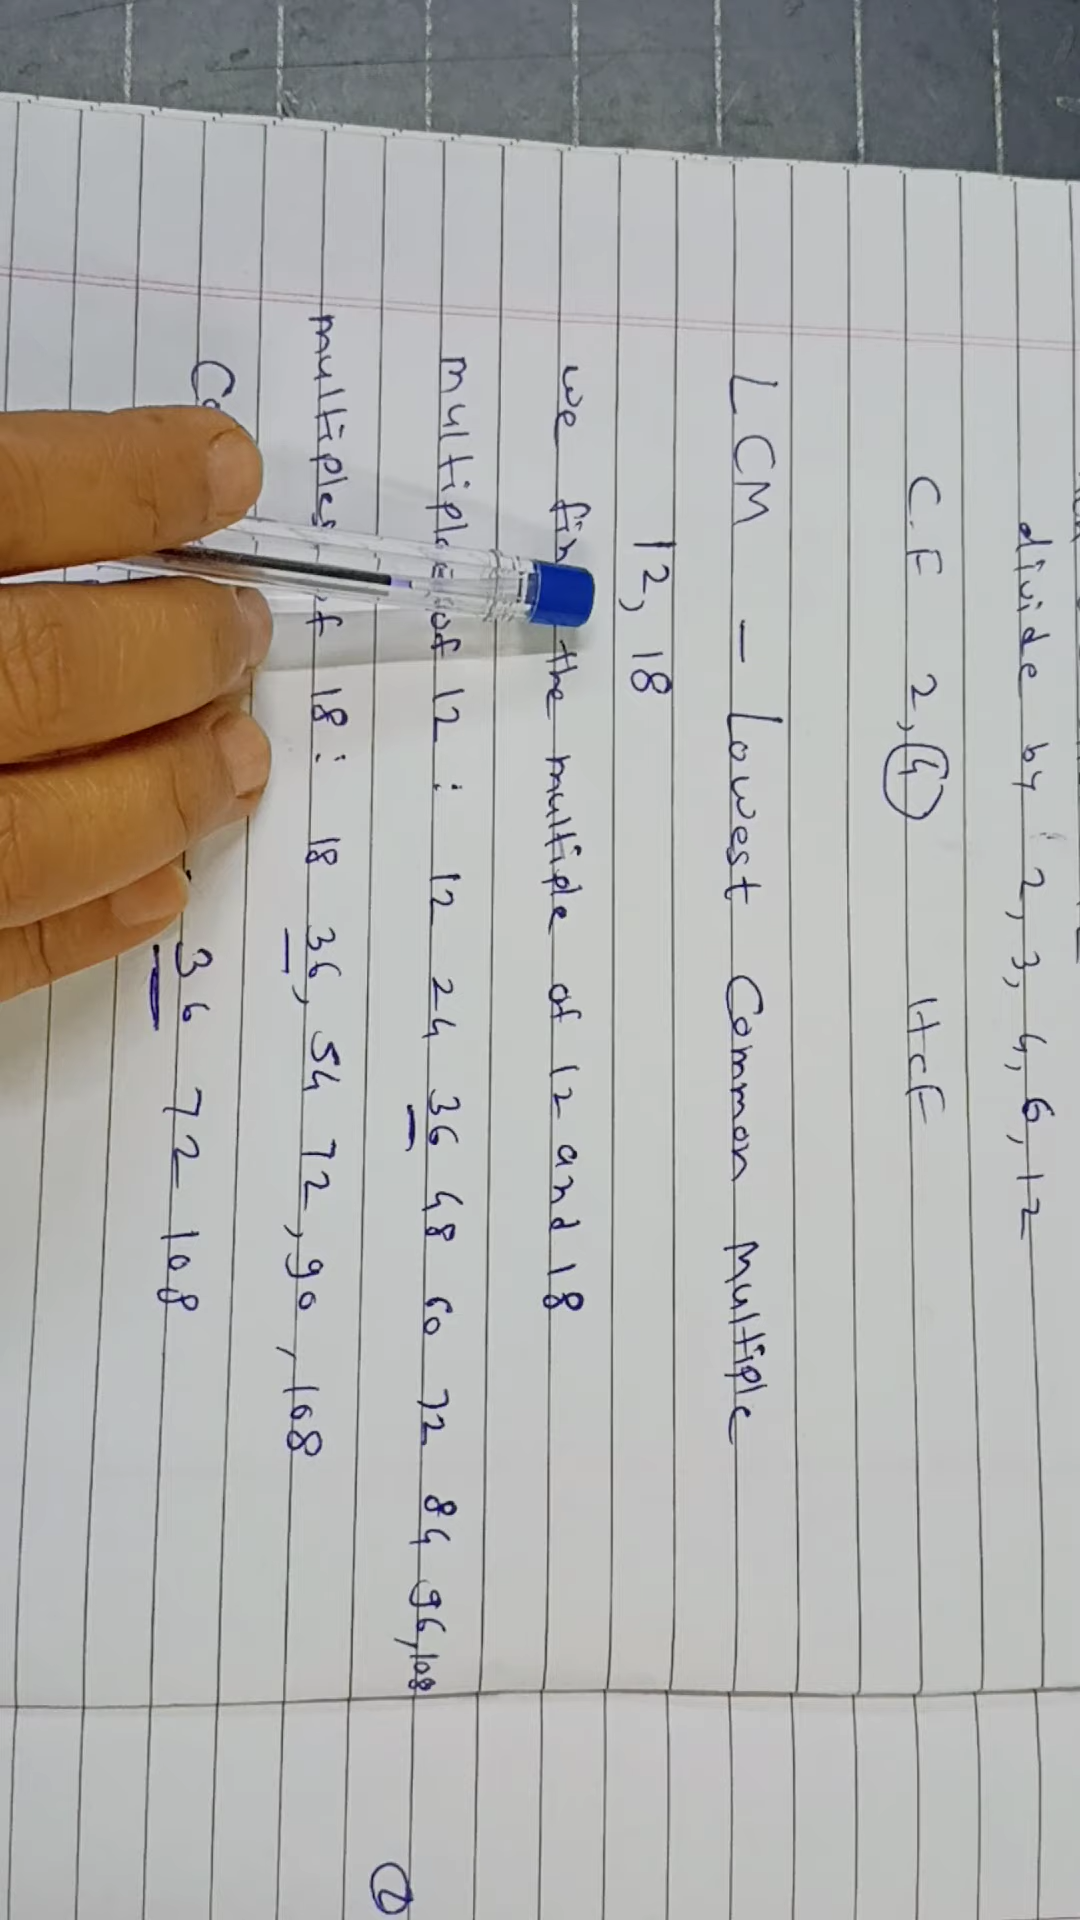 divide by 2, 3, 4, 6, 12
C.F 2, 4 HCF
LCM - Lowest Common Multiple
12, 18
we the multiple of 12 and 18
of 12 : 12 24 36 48 60 72 84 96, 108
multiples of 18 : 18 36, 54 72, 90, 108
36 72 108